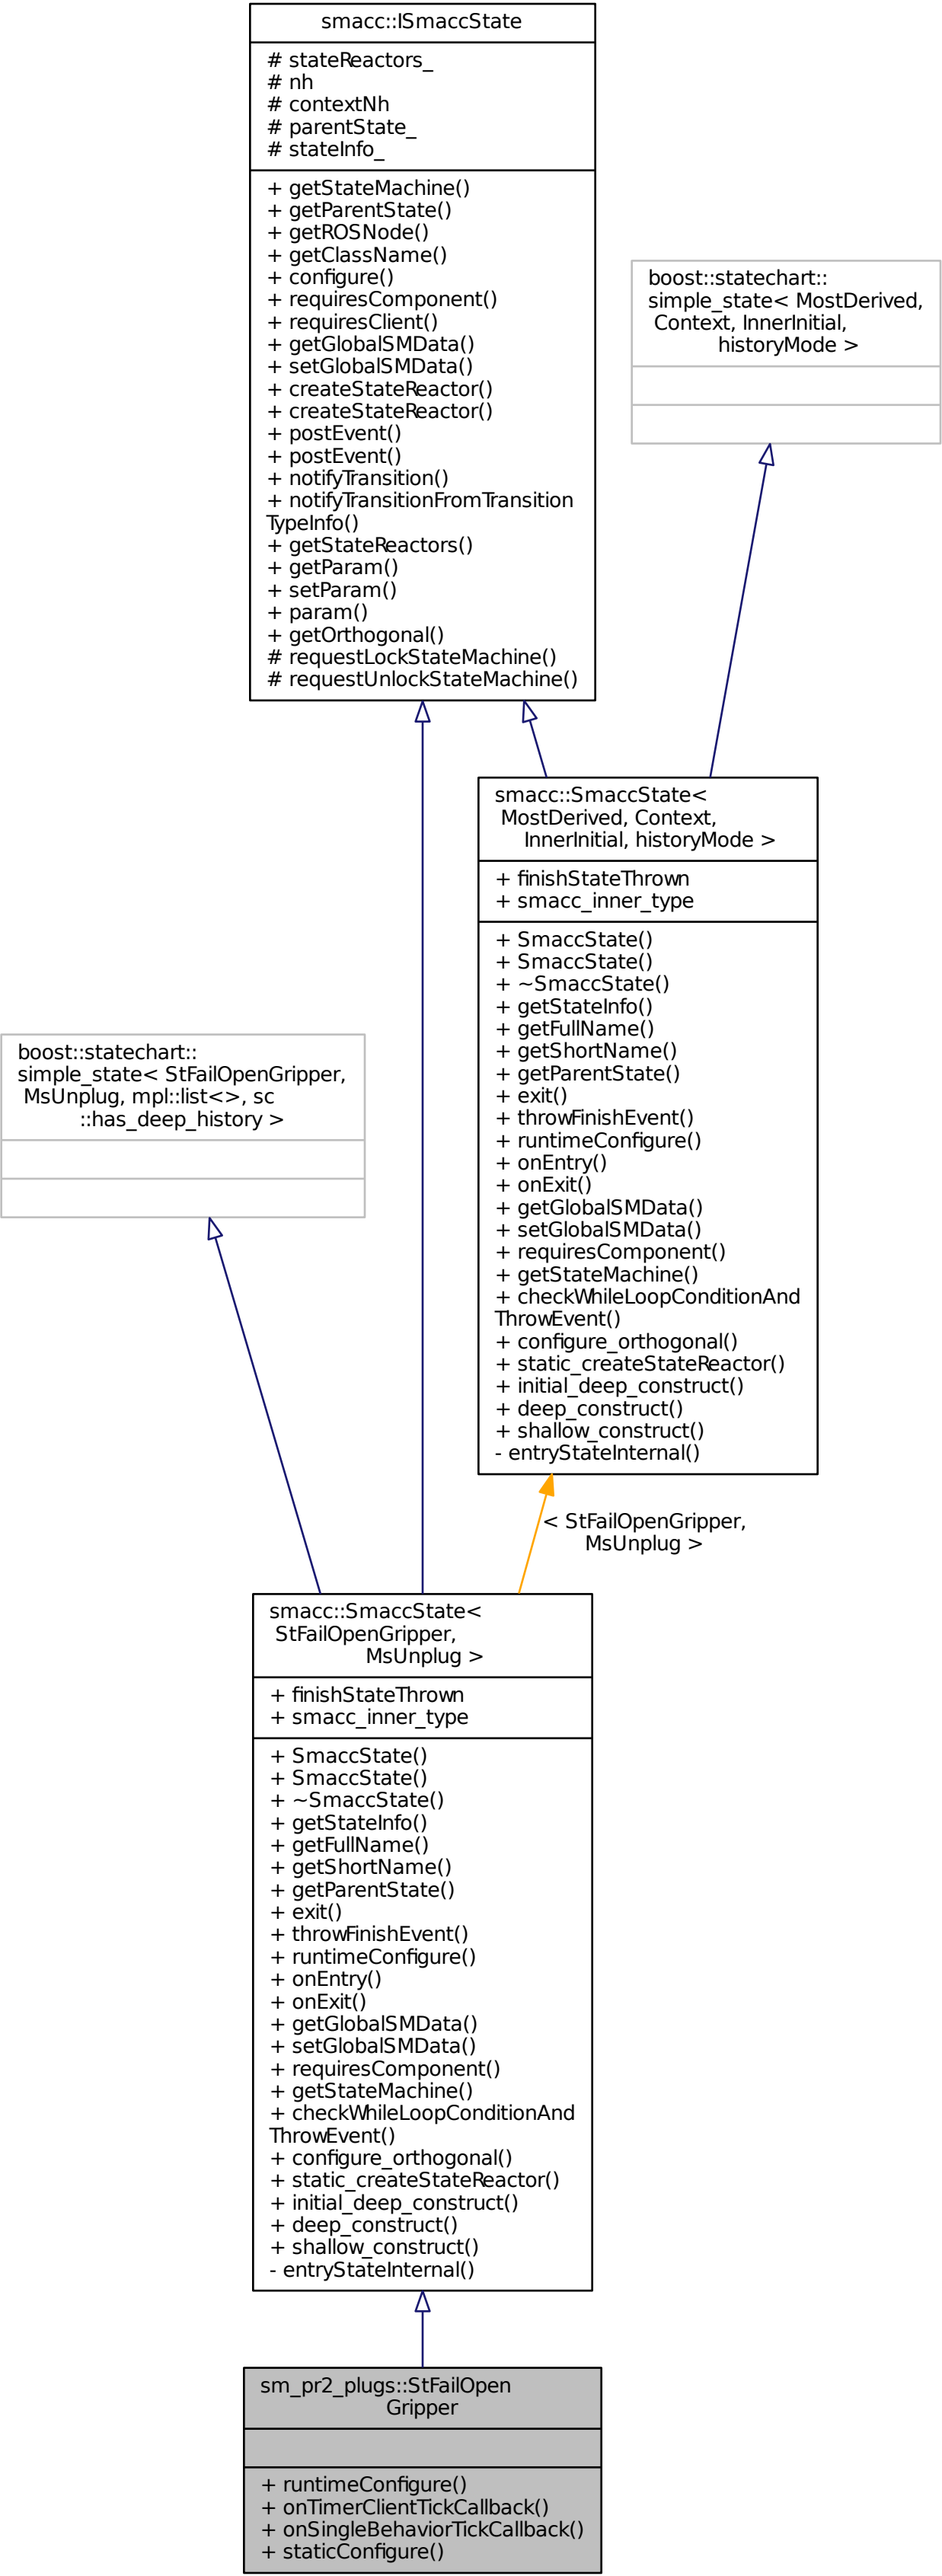 smacc::ISmaccState
# stateReactors_
# nh
# contextNh
# parentState_
# stateInfo_
+ getStateMachine()
+ getParentState()
+ getROSNode()
+ getClassName()
+ configure()
+ requiresComponent()
+ requiresClient()
+ getGlobalSMData()
+ setGlobalSMData()
+ createStateReactor()
+ createStateReactor()
+ postEvent()
+ postEvent()
+ notifyTransition()
+ notifyTransitionFromTransition
TypeInfo()
+ getStateReactors()
+ getParam()
+ setParam()
+ param()
+ getOrthogonal()
# requestLockStateMachine()
# requestUnlockStateMachine()
boost::statechart::
simple_state< MostDerived,
Context, InnerInitial,
historyMode >
smacc::SmaccState<
MostDerived, Context,
InnerInitial, historyMode >
+ finishStateThrown
+ smacc_inner_type
+ SmaccState()
+ SmaccState()
+ ~SmaccState()
+ getStateInfo()
+ getFullName()
+ getShortName()
+ getParentState()
+ exit()
+ throwFinishEvent()
+ runtimeConfigure()
+ onEntry()
+ onExit()
+ getGlobalSMData()
+ setGlobalSMData()
+ requiresComponent()
+ getStateMachine()
+ checkWhileLoopConditionAnd
ThrowEvent()
+ configure_orthogonal()
+ static_createStateReactor()
+ initial_deep_construct()
+ deep_construct()
+ shallow_construct()
- entryStateInternal()
boost::statechart::
simple_state< StFailOpenGripper,
MsUnplug, mpl::list<>, sc
::has_deep_history >
< StFailOpenGripper,
MsUnplug >
smacc::SmaccState<
StFailOpenGripper,
MsUnplug >
+ finishStateThrown
+ smacc_inner_type
+ SmaccState()
+ SmaccState()
+ ~SmaccState()
+ getStateInfo()
+ getFullName()
+ getShortName()
+ getParentState()
+ exit()
+ throwFinishEvent()
+ runtimeConfigure()
+ onEntry()
+ onExit()
+ getGlobalSMData()
+ setGlobalSMData()
+ requiresComponent()
+ getStateMachine()
+ checkWhileLoopConditionAnd
ThrowEvent()
+ configure_orthogonal()
+ static_createStateReactor()
+ initial_deep_construct()
+ deep_construct()
+ shallow_construct()
- entryStateInternal()
sm_pr2_plugs::StFailOpen
Gripper
+ runtimeConfigure()
+ onTimerClientTickCallback()
+ onSingleBehaviorTickCallback()
+ staticConfigure()